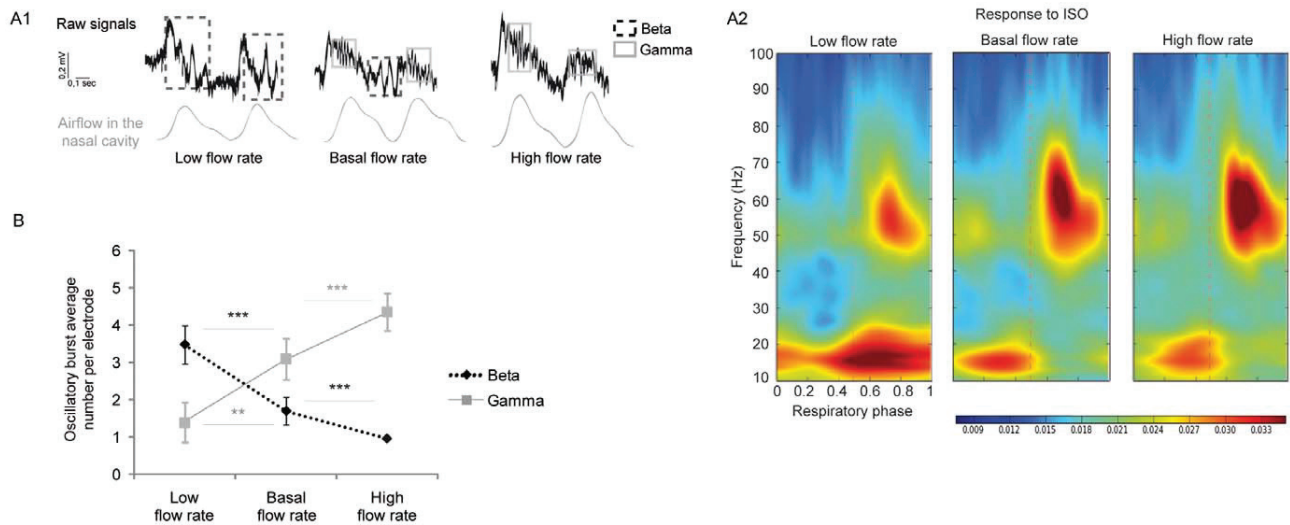 A1
Raw signals
Beta
Gamma
0,2 mV
0,1 sec
Airflow in the
nasal cavity
Low flow rate
Basal flow rate
High flow rate
A2
Response to ISO
Low flow rate
Basal flow rate
High flow rate
Frequency (Hz)
100
90
80
70
60
50
40
30
20
10
0 0.2 0.4 0.6 0.8 1
Respiratory phase
0.009 0.012 0.015 0.018 0.021 0.024 0.027 0.030 0.033
B
Oscillatory burst average
number per electrode
6
5
4
3
2
1
0
***
***
**
***
Beta
Gamma
Low
flow rate
Basal
flow rate
High
flow rate